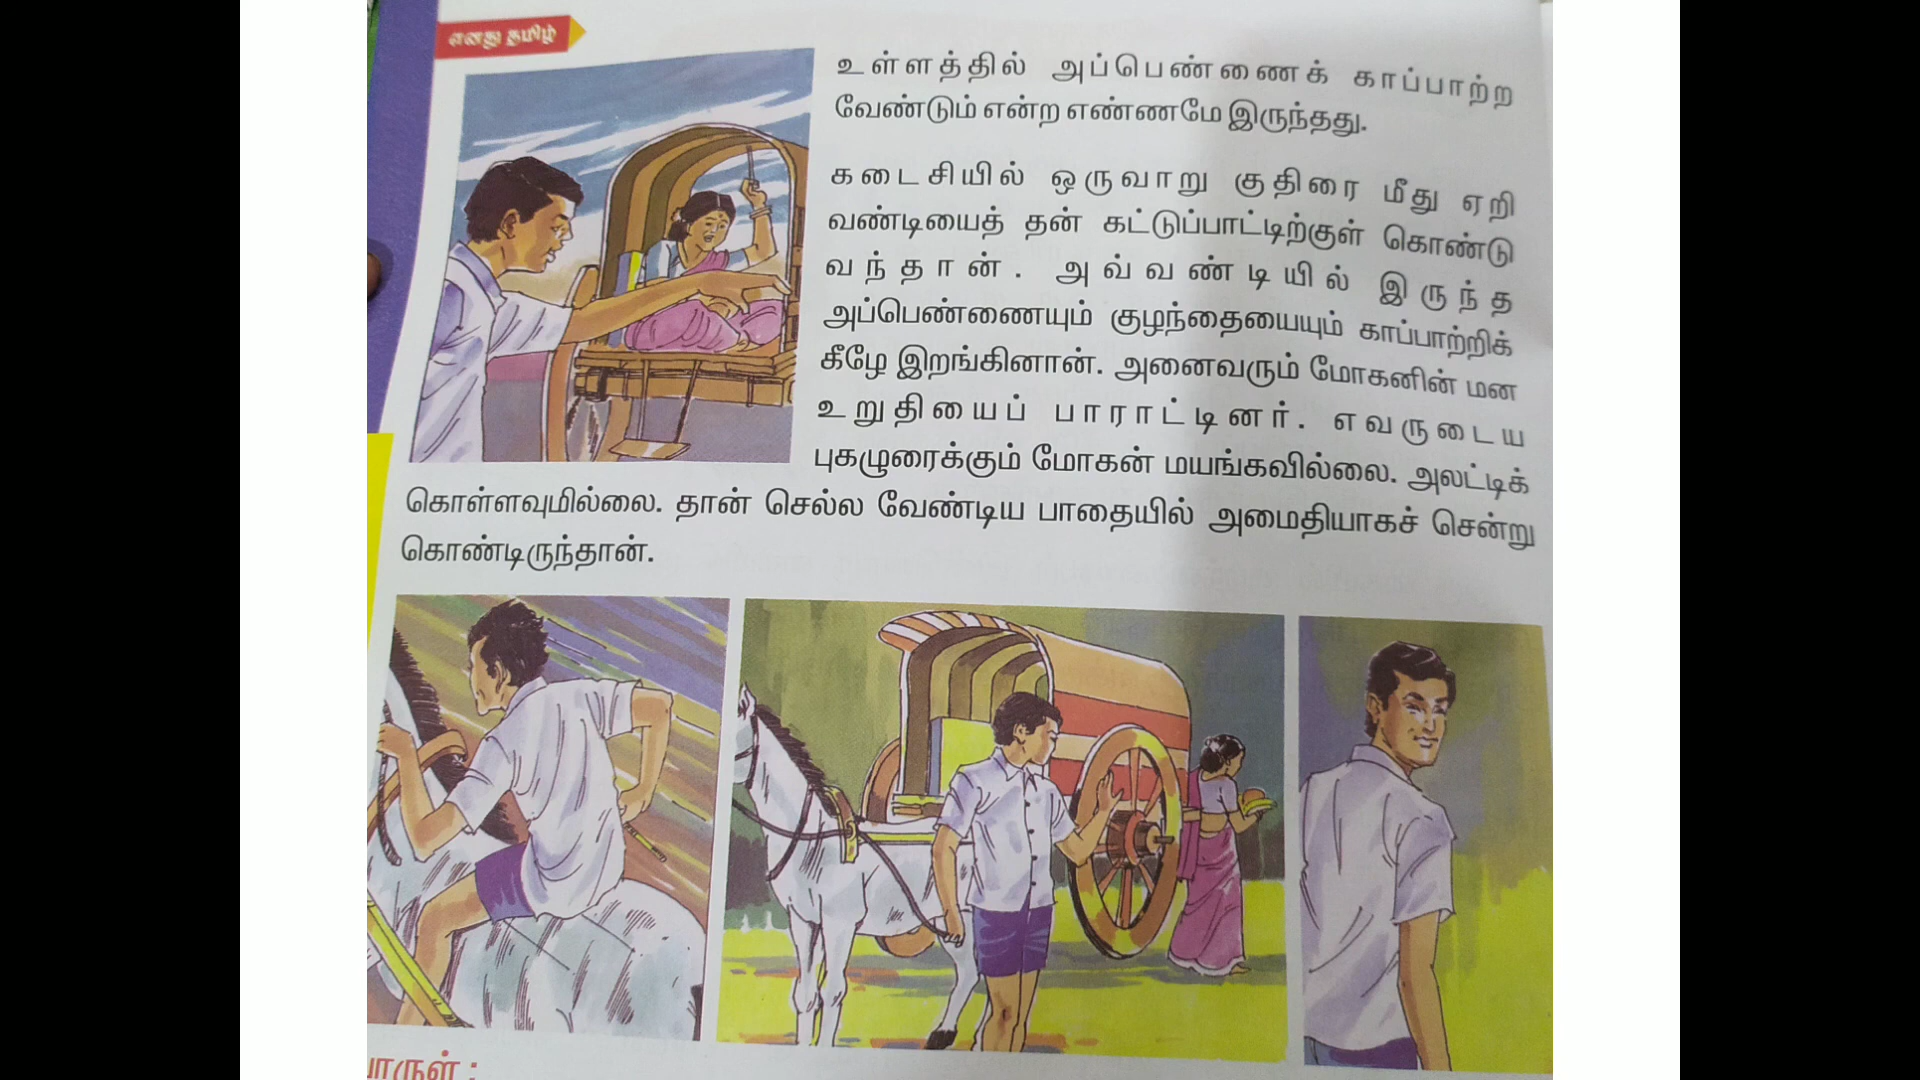 எனது தமிழ்
உள்ளத்தில் அப்பெண்ணைக் காப்பாற்ற
வேண்டும் என்ற எண்ணமே இருந்தது.
கடைசியில் ஒருவாறு குதிரை மீது ஏறி
வண்டியைத் தன் கட்டுப்பாட்டிற்குள் கொண்டு
வந்தான். அவ்வண்டியில் இருந்த
அப்பெண்ணையும் குழந்தையையும் காப்பாற்றிக்
கீழே இறங்கினான். அனைவரும் மோகனின் மன
உறுதியைப் பாராட்டினர். எவருடைய
புகழுரைக்கும் மோகன் மயங்கவில்லை. அலட்டிக்
கொள்ளவுமில்லை. தான் செல்ல வேண்டிய பாதையில் அமைதியாகச் சென்று
கொண்டிருந்தான்.